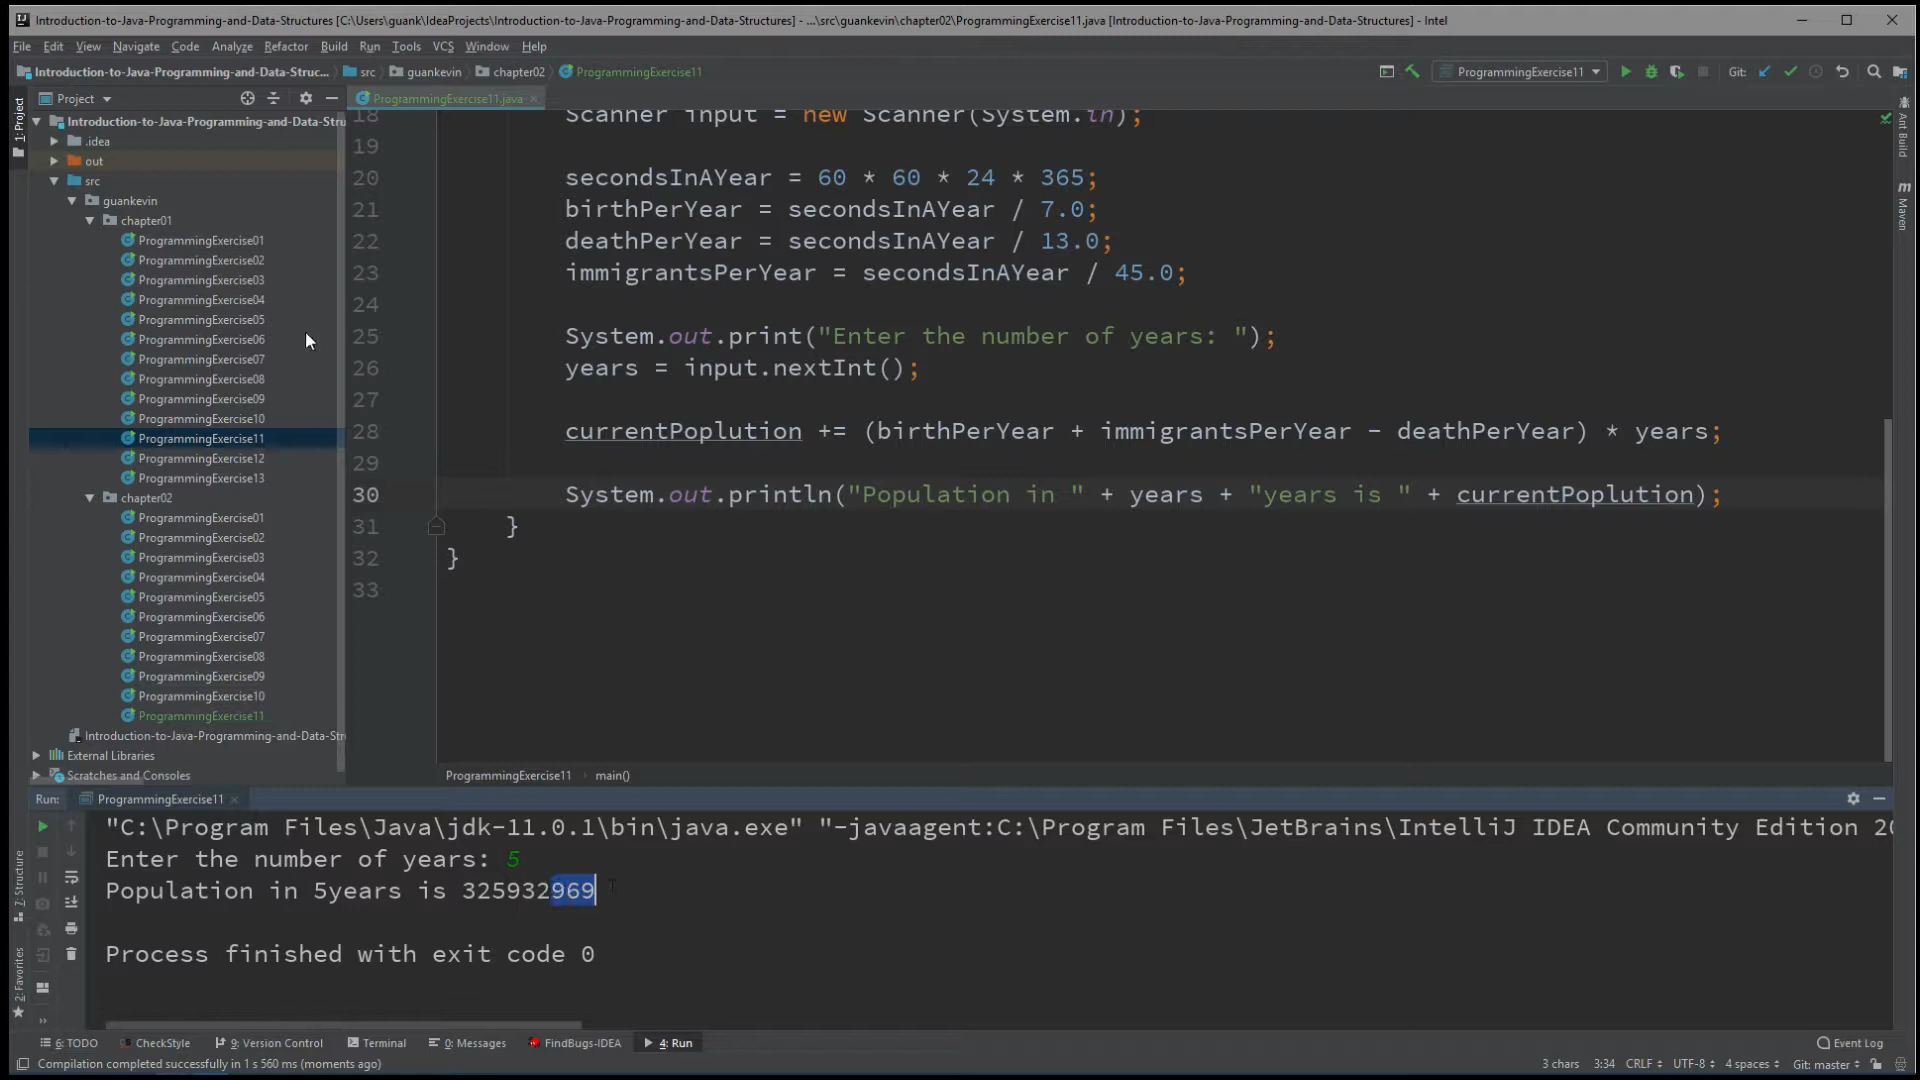 Introduction-to-Java-Programming-and-Data-Structures [C:\Users\guank\IdeaProjects\Introduction-to-Java-Programming-and-Data-Structures] - ...\src\guankevin\chapter02\ProgrammingExercise11.java [Introduction-to-Java-Programming-and-Data-Structures] - Intel
File Edit View Navigate Code Analyze Refactor Build Run Tools VCS Window Help
Introduction-to-Java-Programming-and-Data-Struc... src guankevin chapter02 ProgrammingExercise11 ProgrammingExercise11 Git:
Project ProgrammingExercise11.java
1: Project
Introduction-to-Java-Programming-and-Data-Stru
.idea
out
src
guankevin
chapter01
ProgrammingExercise01
ProgrammingExercise02
ProgrammingExercise03
ProgrammingExercise04
ProgrammingExercise05
ProgrammingExercise06
ProgrammingExercise07
ProgrammingExercise08
ProgrammingExercise09
ProgrammingExercise10
ProgrammingExercise11
ProgrammingExercise12
ProgrammingExercise13
chapter02
ProgrammingExercise01
ProgrammingExercise02
ProgrammingExercise03
ProgrammingExercise04
ProgrammingExercise05
ProgrammingExercise06
ProgrammingExercise07
ProgrammingExercise08
ProgrammingExercise09
ProgrammingExercise10
ProgrammingExercise11
Introduction-to-Java-Programming-and-Data-Str
External Libraries
Scratches and Consoles
18 Scanner input = new Scanner(System.in);
19
20 secondsInAYear = 60 * 60 * 24 * 365;
21 birthPerYear = secondsInAYear / 7.0;
22 deathPerYear = secondsInAYear / 13.0;
23 immigrantsPerYear = secondsInAYear / 45.0;
24
25 System.out.print("Enter the number of years: ");
26 years = input.nextInt();
27
28 currentPoplution += (birthPerYear + immigrantsPerYear - deathPerYear) * years;
29
30 System.out.println("Population in " + years + "years is " + currentPoplution);
31 }
32 }
33
ProgrammingExercise11 main()
Ant Build
Maven
Run: ProgrammingExercise11
"C:\Program Files\Java\jdk-11.0.1\bin\java.exe" "-javaagent:C:\Program Files\JetBrains\IntelliJ IDEA Community Edition 20
Enter the number of years: 5
Population in 5years is 325932969
Process finished with exit code 0
7: Structure
2: Favorites
6: TODO CheckStyle 9: Version Control Terminal 0: Messages FindBugs-IDEA 4: Run Event Log
Compilation completed successfully in 1 s 560 ms (moments ago) 3 chars 3:34 CRLF UTF-8 4 spaces Git: master